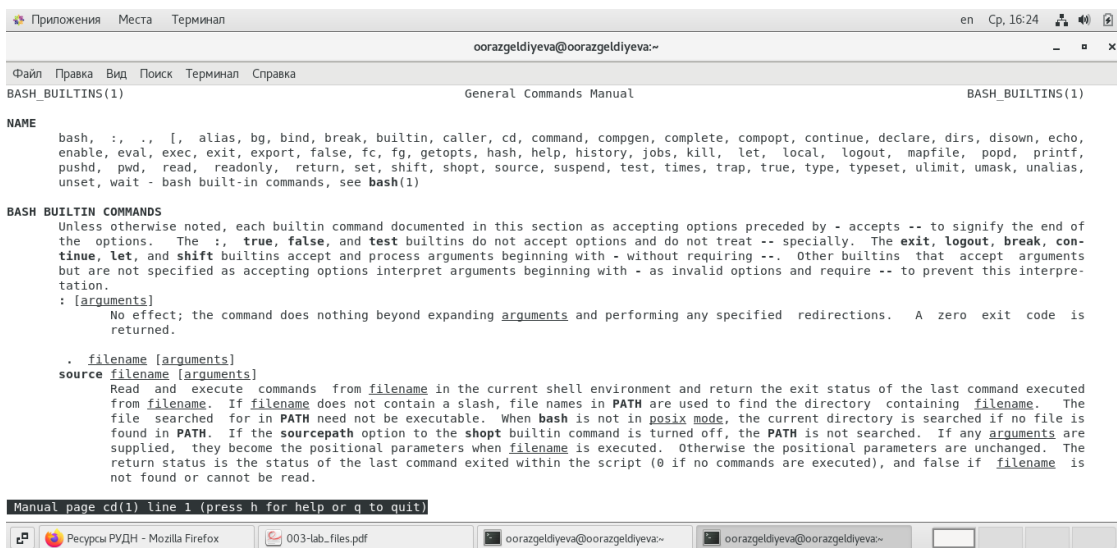 Приложения Места Терминал en Ср, 16:24
oorazgeldiyeva@oorazgeldiyeva:~
Файл Правка Вид Поиск Терминал Справка
BASH_BUILTINS(1) General Commands Manual BASH_BUILTINS(1)
NAME
bash, :, ., [, alias, bg, bind, break, builtin, caller, cd, command, compgen, complete, compopt, continue, declare, dirs, disown, echo,
enable, eval, exec, exit, export, false, fc, fg, getopts, hash, help, history, jobs, kill, let, local, logout, mapfile, popd, printf,
pushd, pwd, read, readonly, return, set, shift, shopt, source, suspend, test, times, trap, true, type, typeset, ulimit, umask, unalias,
unset, wait - bash built-in commands, see bash(1)
BASH BUILTIN COMMANDS
Unless otherwise noted, each builtin command documented in this section as accepting options preceded by - accepts -- to signify the end of
the options. The :, true, false, and test builtins do not accept options and do not treat -- specially. The exit, logout, break, con-
tinue, let, and shift builtins accept and process arguments beginning with - without requiring --. Other builtins that accept arguments
but are not specified as accepting options interpret arguments beginning with - as invalid options and require -- to prevent this interpre-
tation.
: [arguments]
No effect; the command does nothing beyond expanding arguments and performing any specified redirections. A zero exit code is
returned.
. filename [arguments]
source filename [arguments]
Read and execute commands from filename in the current shell environment and return the exit status of the last command executed
from filename. If filename does not contain a slash, file names in PATH are used to find the directory containing filename. The
file searched for in PATH need not be executable. When bash is not in posix mode, the current directory is searched if no file is
found in PATH. If the sourcepath option to the shopt builtin command is turned off, the PATH is not searched. If any arguments are
supplied, they become the positional parameters when filename is executed. Otherwise the positional parameters are unchanged. The
return status is the status of the last command exited within the script (0 if no commands are executed), and false if filename is
not found or cannot be read.
Manual page cd(1) line 1 (press h for help or q to quit)
Ресурсы РУДН - Mozilla Firefox 003-lab_files.pdf oorazgeldiyeva@oorazgeldiyeva:~ oorazgeldiyeva@oorazgeldiyeva:~